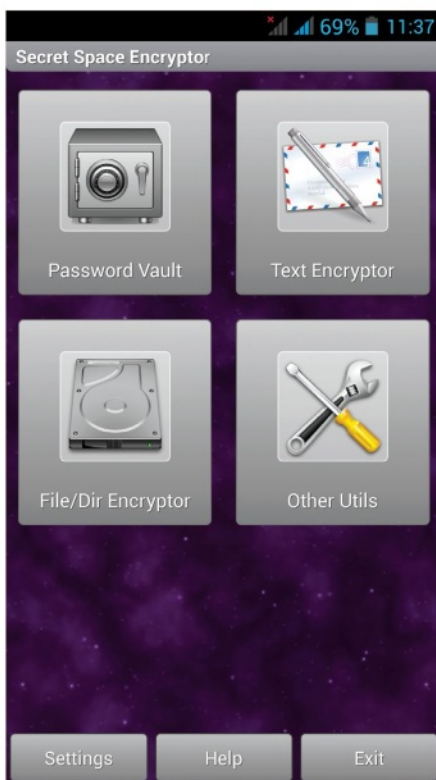 69% 11:37
Secret Space Encryptor
Password Vault Text Encryptor
File/Dir Encryptor Other Utils
Settings Help Exit